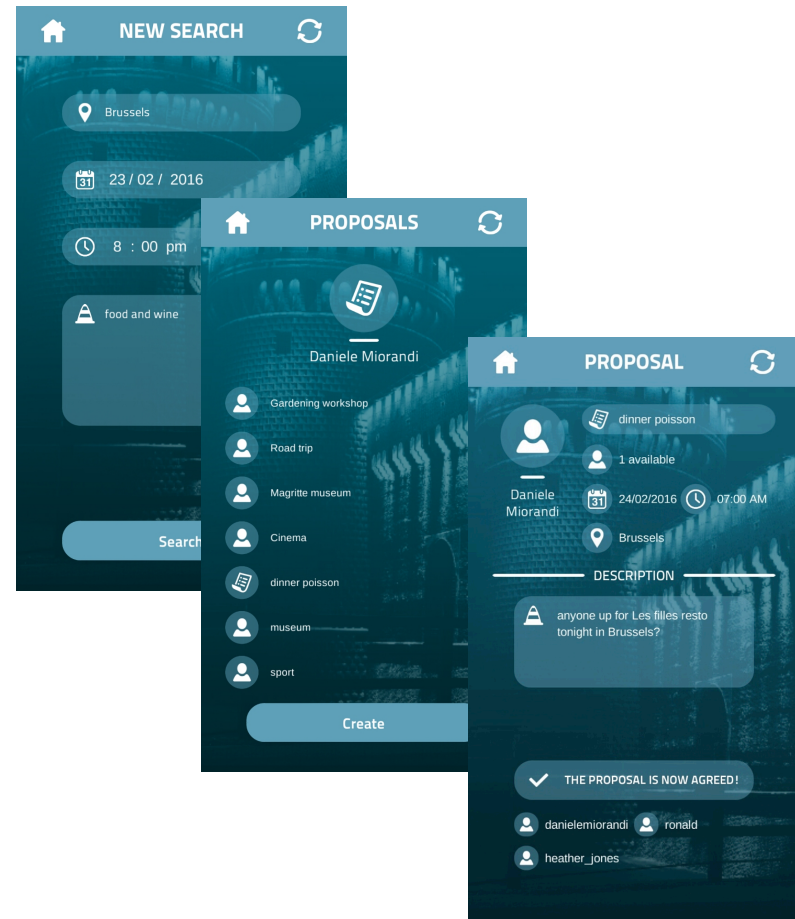 NEW SEARCH
Brussels
31
23 / 02 / 2016
8 : 00 pm
food and wine
Search
PROPOSALS
Daniele Miorandi
Gardening workshop
Road trip
Magritte museum
Cinema
dinner poisson
museum
sport
Create
PROPOSAL
dinner poisson
1 available
Daniele
Miorandi
31
24/02/2016
07:00 AM
Brussels
DESCRIPTION
anyone up for Les filles resto
tonight in Brussels?
THE PROPOSAL IS NOW AGREED!
danielemiorandi
ronald
heather_jones